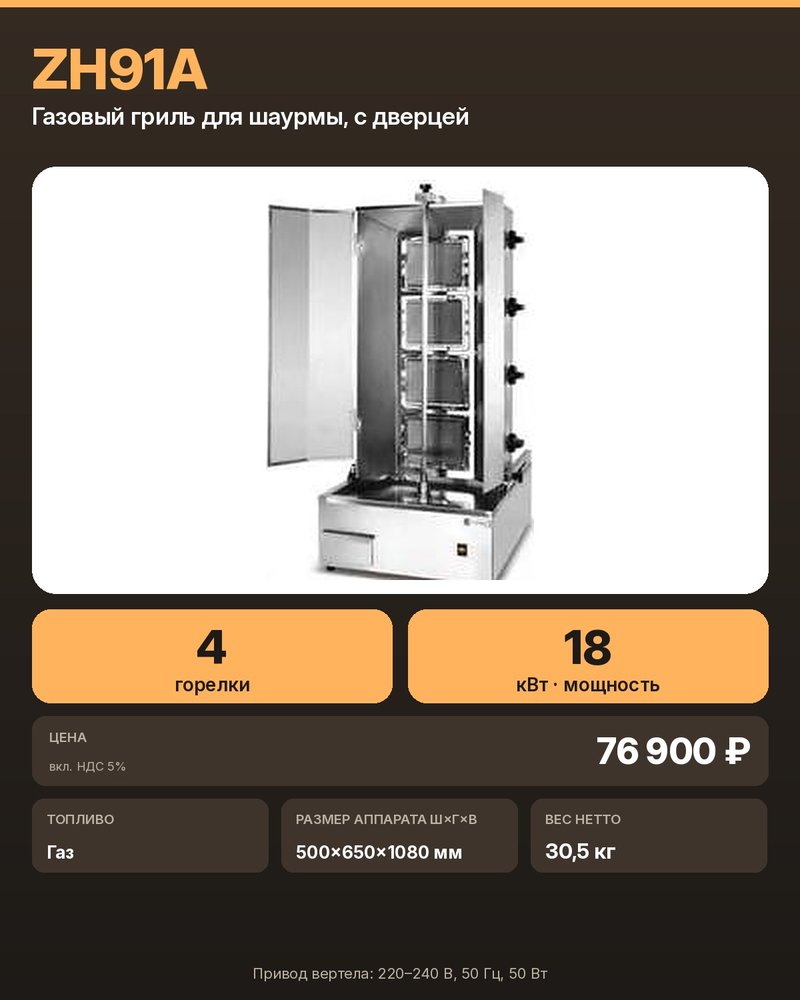 ZH91A
Газовый гриль для шаурмы, с дверцей
4
горелки
18
кВт · мощность
ЦЕНА
вкл. НДС 5%
76 900 ₽
ТОПЛИВО
Газ
РАЗМЕР АППАРАТА Ш×Г×В
500×650×1080 мм
ВЕС НЕТТО
30,5 кг
Привод вертела: 220–240 В, 50 Гц, 50 Вт